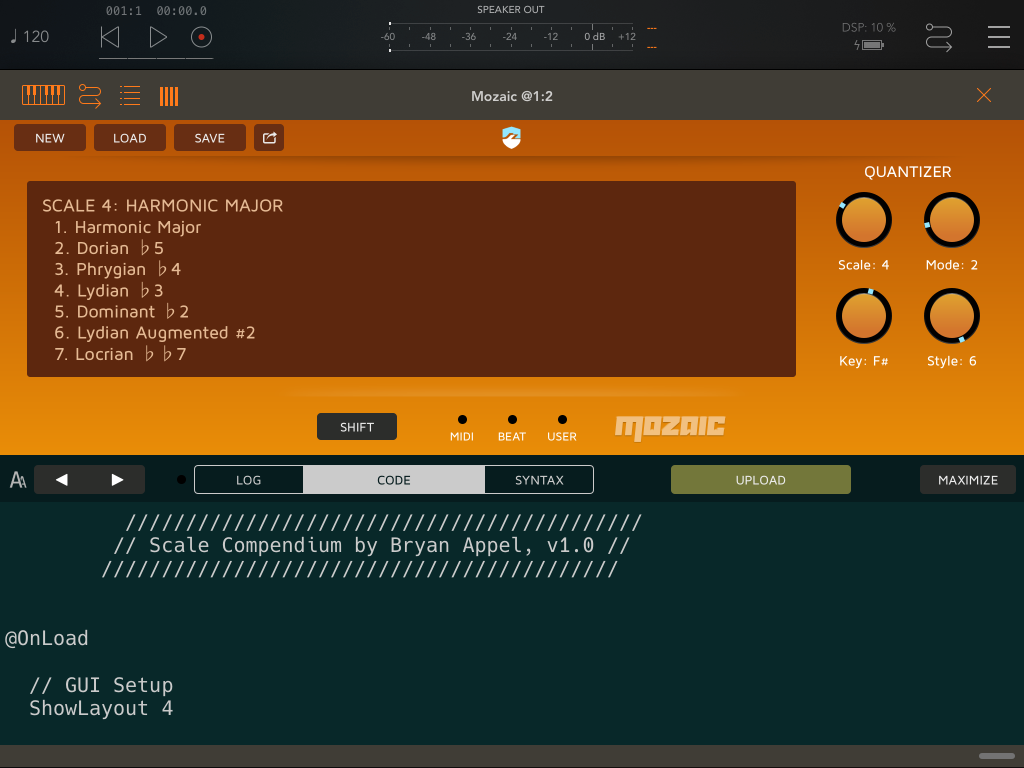 001:1 00:00.0
SPEAKER OUT
♩ 120
-60 -48 -36 -24 -12 0 dB +12
---
---
DSP: 10 %
Mozaic @1:2
NEW LOAD SAVE
QUANTIZER
SCALE 4: HARMONIC MAJOR
1. Harmonic Major
2. Dorian ♭5
3. Phrygian ♭4
4. Lydian ♭3
5. Dominant ♭2
6. Lydian Augmented #2
7. Locrian ♭♭7
Scale: 4 Mode: 2
Key: F# Style: 6
SHIFT
MIDI BEAT USER
MOZAIC
AA LOG CODE SYNTAX UPLOAD MAXIMIZE
///////////////////////////////////////////
// Scale Compendium by Bryan Appel, v1.0 //
///////////////////////////////////////////
@OnLoad
// GUI Setup
ShowLayout 4